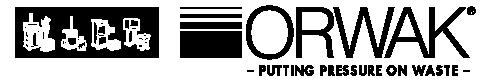 ORWAK®
– PUTTING PRESSURE ON WASTE –